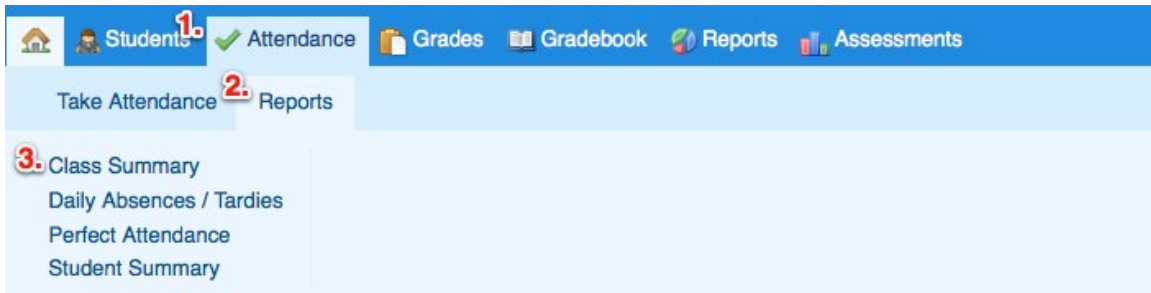 1. Students Attendance Grades Gradebook Reports Assessments
2. Take Attendance Reports
3. Class Summary
Daily Absences / Tardies
Perfect Attendance
Student Summary